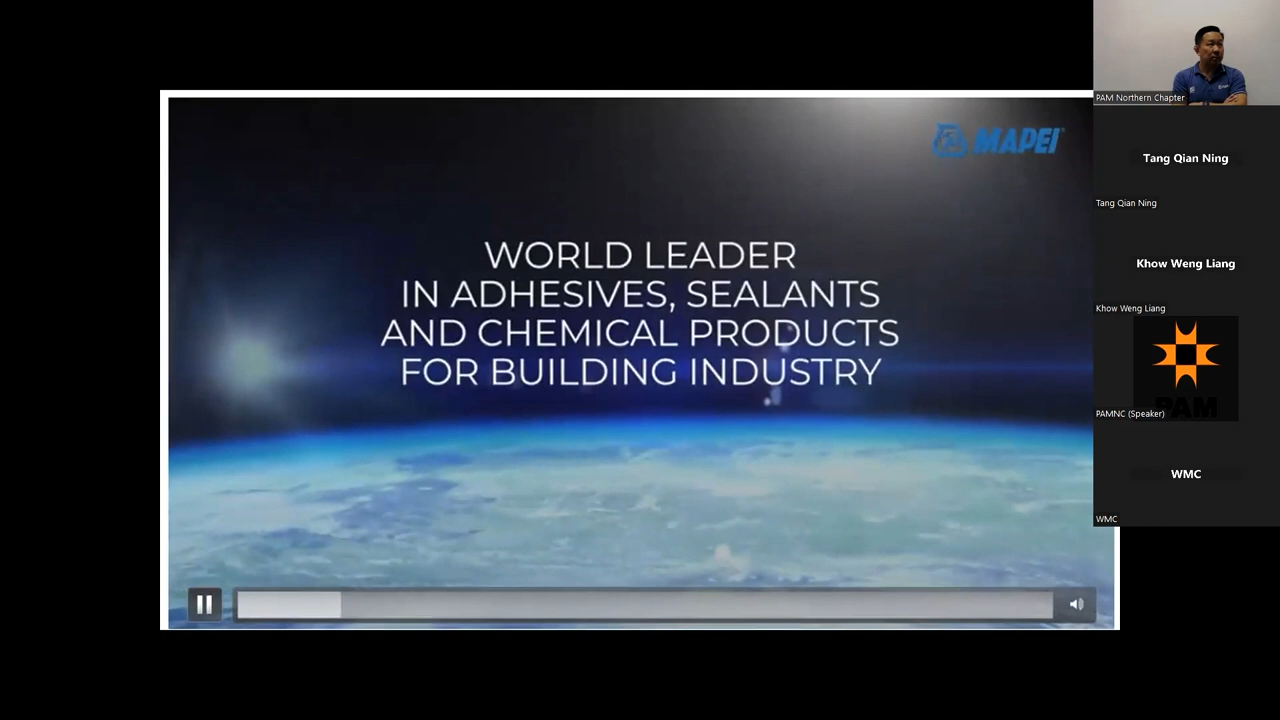 MAPEI
WORLD LEADER
IN ADHESIVES, SEALANTS
AND CHEMICAL PRODUCTS
FOR BUILDING INDUSTRY
PAM Northern Chapter
Tang Qian Ning
Tang Qian Ning
Khow Weng Liang
Khow Weng Liang
PAM
PAMNC (Speaker)
WMC
WMC